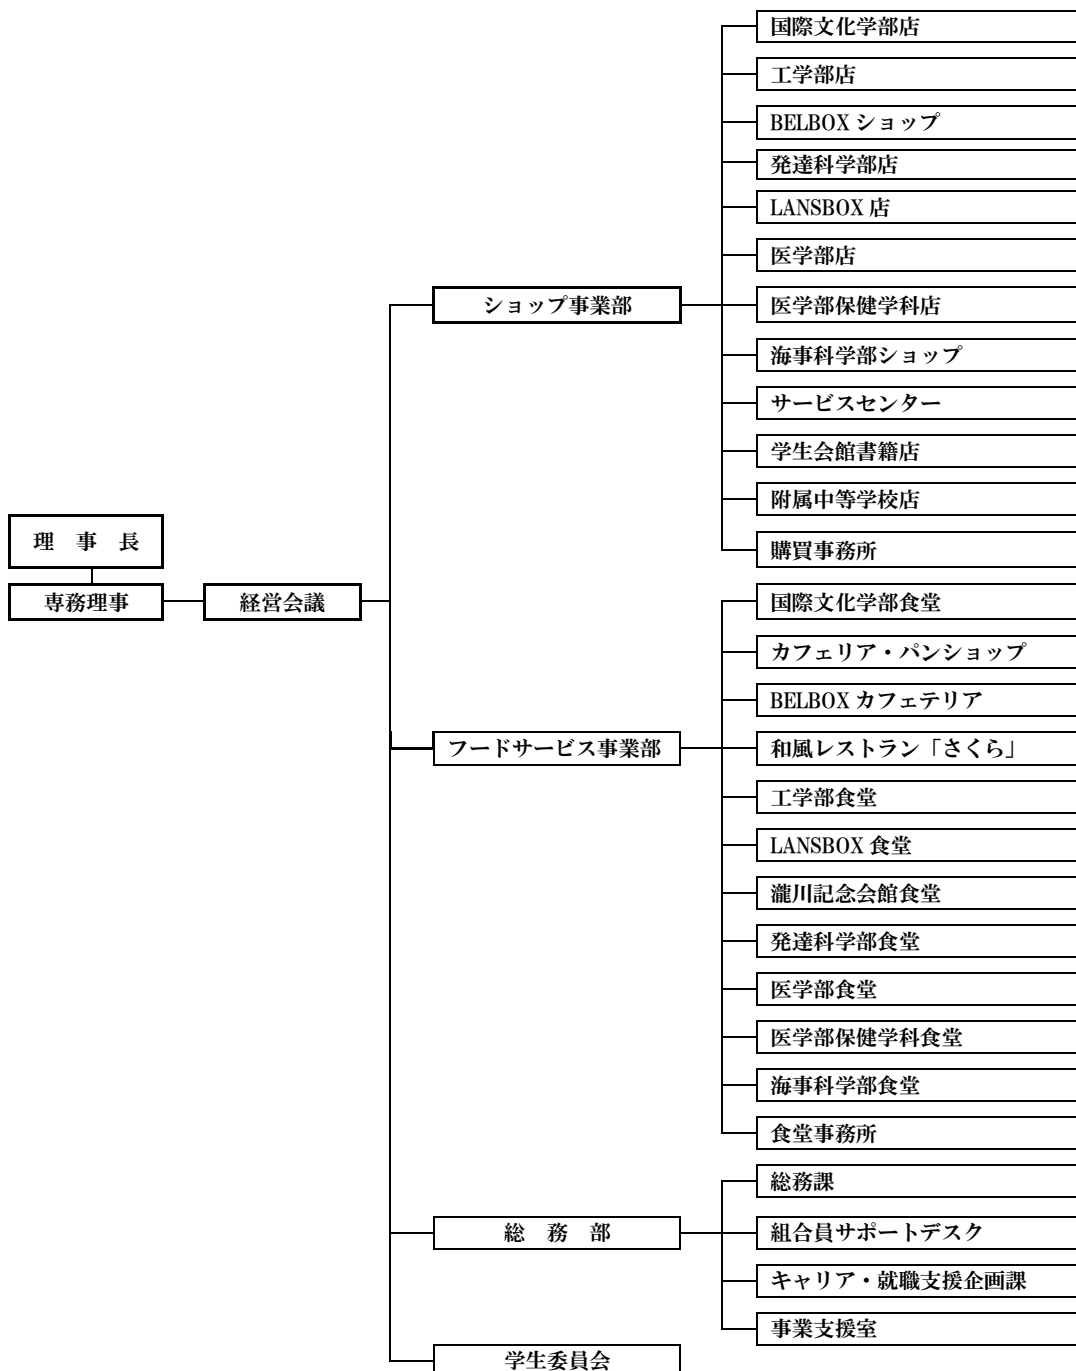 理　事　長
専務理事
経営会議
ショップ事業部
国際文化学部店
工学部店
BELBOX ショップ
発達科学部店
LANSBOX 店
医学部店
医学部保健学科店
海事科学部ショップ
サービスセンター
学生会館書籍店
附属中等学校店
購買事務所
フードサービス事業部
国際文化学部食堂
カフェリア・パンショップ
BELBOX カフェテリア
和風レストラン「さくら」
工学部食堂
LANSBOX 食堂
瀧川記念会館食堂
発達科学部食堂
医学部食堂
医学部保健学科食堂
海事科学部食堂
食堂事務所
総　務　部
総務課
組合員サポートデスク
キャリア・就職支援企画課
事業支援室
学生委員会